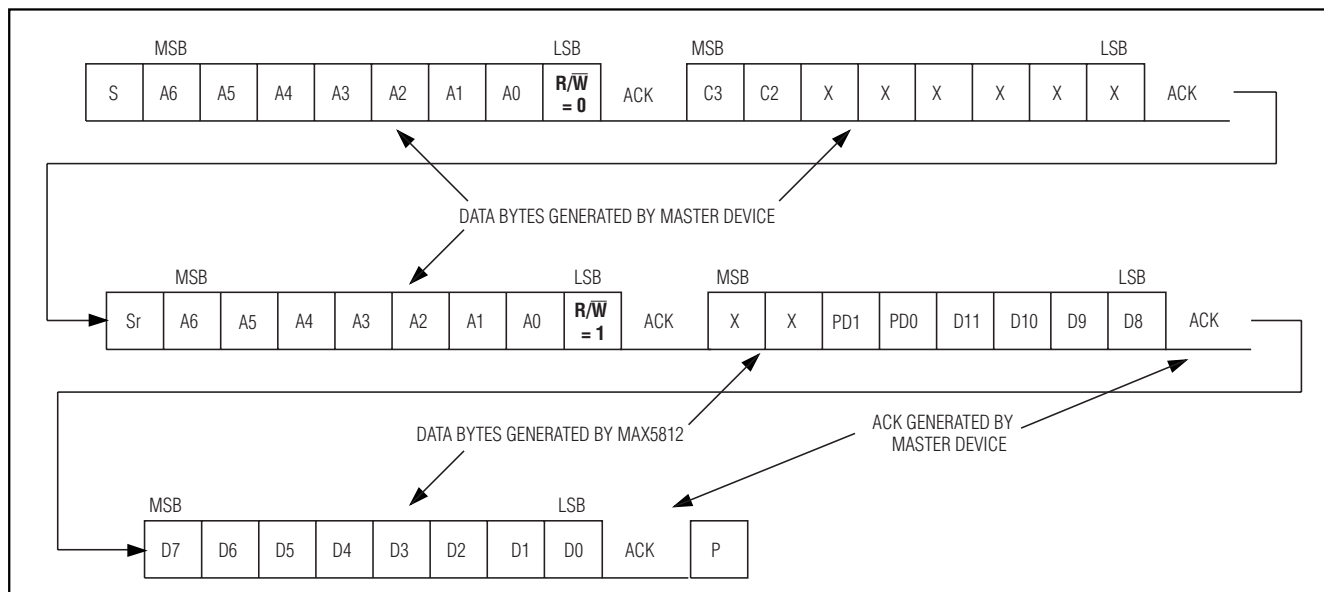 MSB LSB MSB LSB
S A6 A5 A4 A3 A2 A1 A0 R/W̅ = 0 ACK C3 C2 X X X X X X ACK
DATA BYTES GENERATED BY MASTER DEVICE
MSB LSB MSB LSB
Sr A6 A5 A4 A3 A2 A1 A0 R/W̅ = 1 ACK X X PD1 PD0 D11 D10 D9 D8 ACK
DATA BYTES GENERATED BY MAX5812
ACK GENERATED BY
MASTER DEVICE
MSB LSB
D7 D6 D5 D4 D3 D2 D1 D0 ACK P